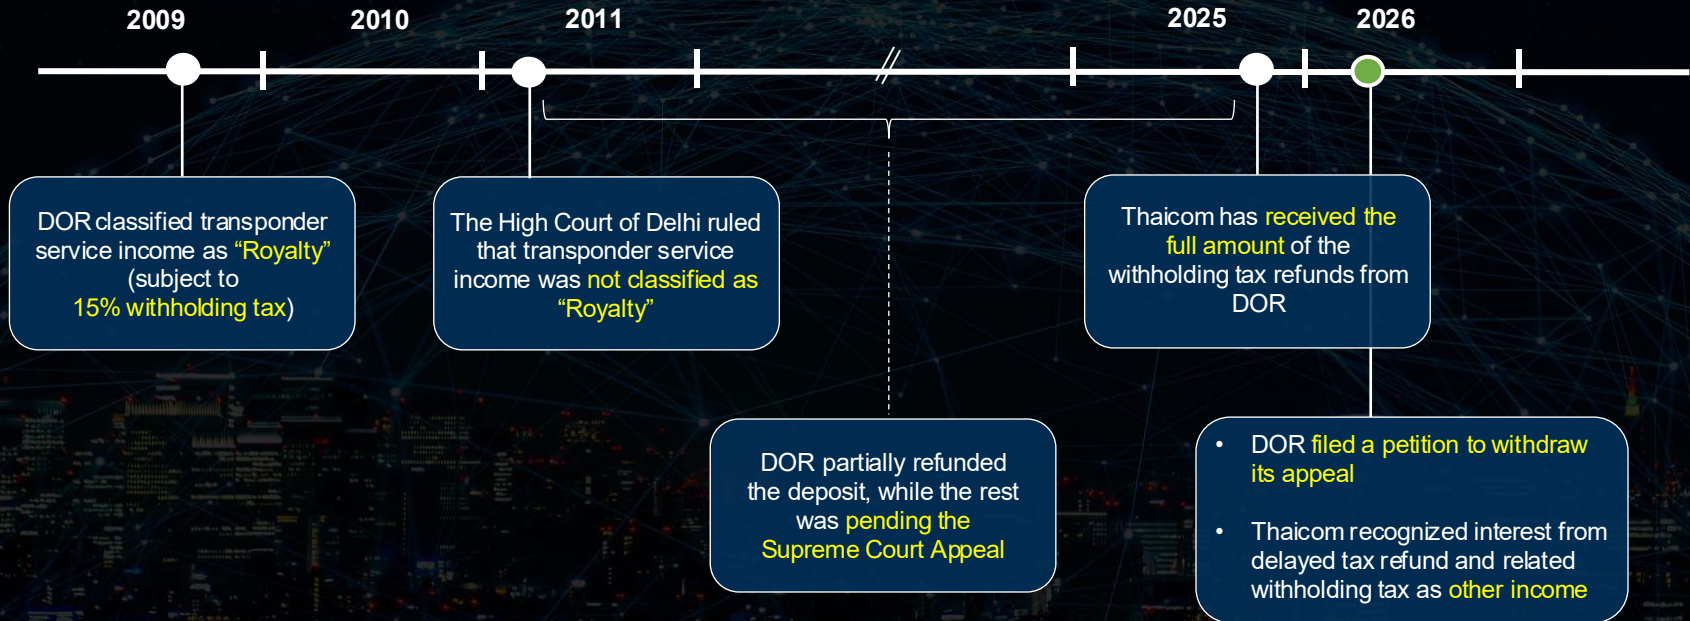 2009
2010
2011
2025
2026
DOR classified transponder
service income as “Royalty”
(subject to
15% withholding tax)
The High Court of Delhi ruled
that transponder service
income was not classified as
“Royalty”
Thaicom has received the
full amount of the
withholding tax refunds from
DOR
DOR partially refunded
the deposit, while the rest
was pending the
Supreme Court Appeal
• DOR filed a petition to withdraw
its appeal
• Thaicom recognized interest from
delayed tax refund and related
withholding tax as other income